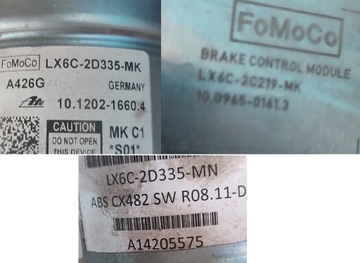 FoMoCo LX6C-2D335-MK
A426G GERMANY
ATE 10.1202-1660.4
CAUTION MK C1
DO NOT OPEN THIS DEVICE *S01*
FoMoCo
BRAKE CONTROL MODULE
LX6C-2C219-MK
10.0965-0161.3
LX6C-2D335-MN
ABS CX482 SW R08.11-D
A14205575